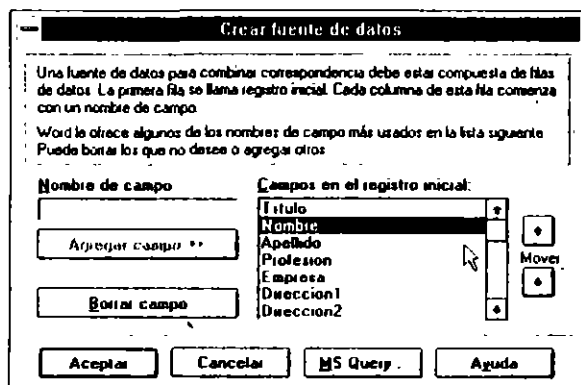 Crear fuente de datos
Una fuente de datos para combinar correspondencia debe estar compuesta de filas
de datos. La primera fila se llama registro inicial. Cada columna de esta fila comienza
con un nombre de campo.
Word le ofrece algunos de los nombres de campo más usados en la lista siguiente
Puede borrar los que no desee o agregar otros
Nombre de campo
Campos en el registro inicial:
Título
Nombre
Apellido
Profesion
Empresa
Direccion1
Direccion2
Agregar campo
Mover
Borrar campo
Aceptar
Cancelar
MS Query .
Ayuda